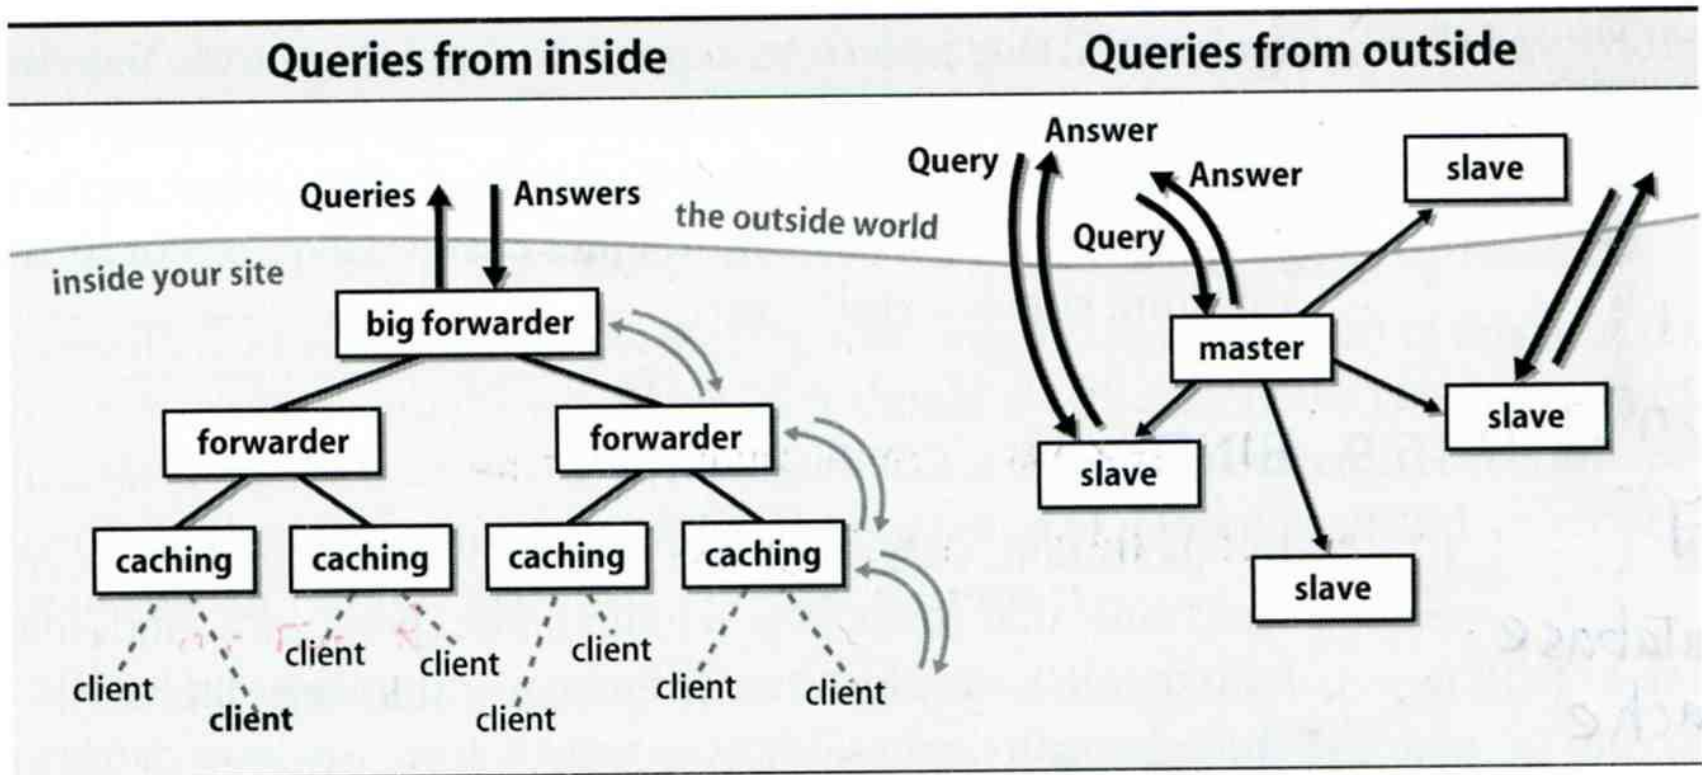 Queries from inside
Queries from outside
Queries
Answers
the outside world
inside your site
big forwarder
forwarder
forwarder
caching
caching
caching
caching
client
client
client
client
client
client
client
client
Answer
Query
Answer
Query
slave
master
slave
slave
slave